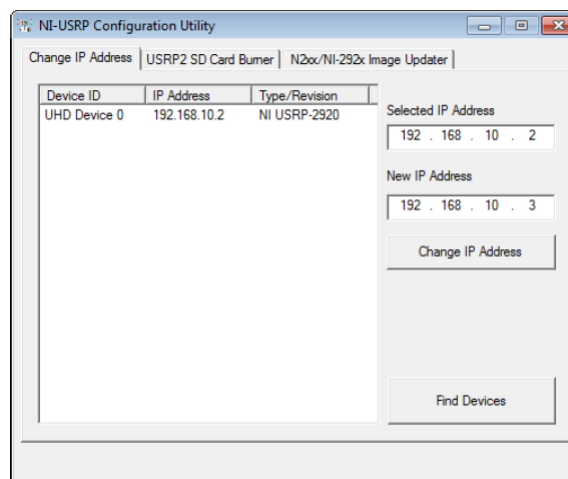 NI-USRP Configuration Utility
Change IP Address USRP2 SD Card Burner N2xx/NI-292x Image Updater
Device ID IP Address Type/Revision
UHD Device 0 192.168.10.2 NI USRP-2920
Selected IP Address
192 . 168 . 10 . 2
New IP Address
192 . 168 . 10 . 3
Change IP Address
Find Devices